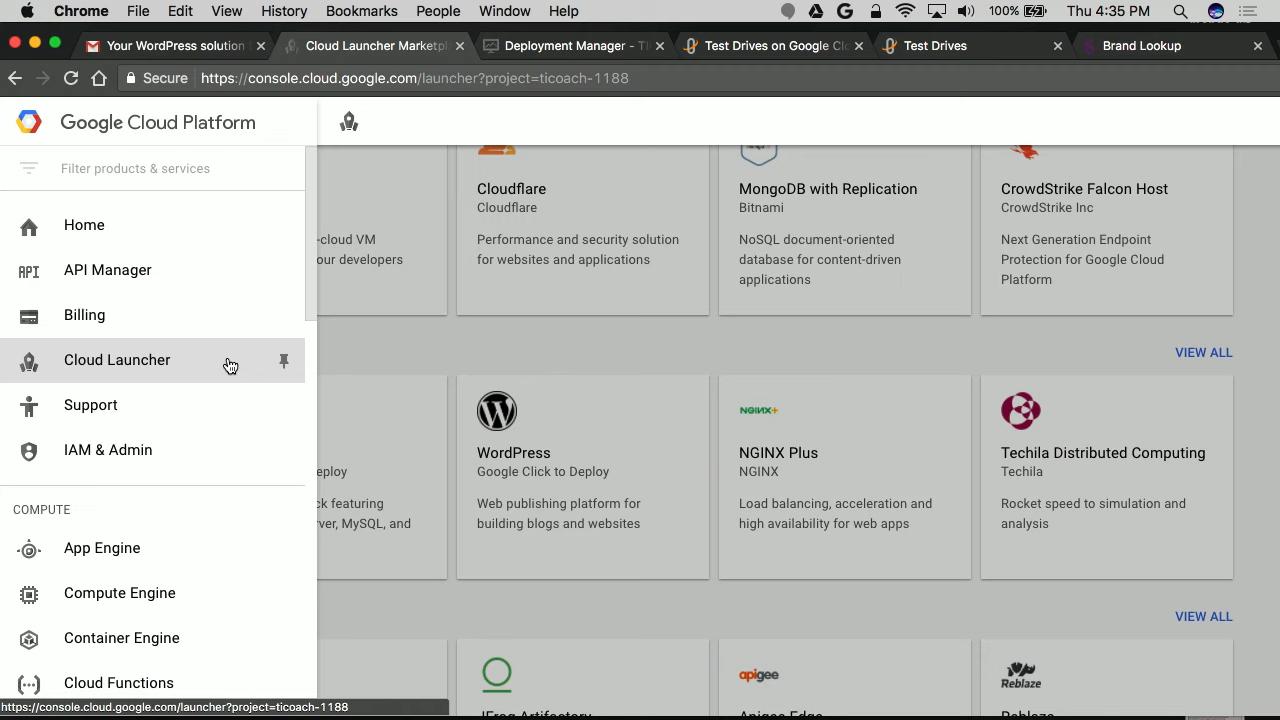 Chrome File Edit View History Bookmarks People Window Help 100% Thu 4:35 PM
Your WordPress solution Cloud Launcher Marketpl Deployment Manager - Test Drives on Google Clo Test Drives Brand Lookup
Secure https://console.cloud.google.com/launcher?project=ticoach-1188
Google Cloud Platform
Filter products & services
Home
API Manager
Billing
Cloud Launcher
Support
IAM & Admin
COMPUTE
App Engine
Compute Engine
Container Engine
Cloud Functions
https://console.cloud.google.com/launcher?project=ticoach-1188
-cloud VM
our developers
Cloudflare
Cloudflare
Performance and security solution
for websites and applications
MongoDB with Replication
Bitnami
NoSQL document-oriented
database for content-driven
applications
CrowdStrike Falcon Host
CrowdStrike Inc
Next Generation Endpoint
Protection for Google Cloud
Platform
VIEW ALL
eploy
ck featuring
ver, MySQL, and
WordPress
Google Click to Deploy
Web publishing platform for
building blogs and websites
NGINX+
NGINX Plus
NGINX
Load balancing, acceleration and
high availability for web apps
Techila Distributed Computing
Techila
Rocket speed to simulation and
analysis
VIEW ALL
JFrog Artifactory
apigee
Apigee Edge
Reblaze
Reblaze